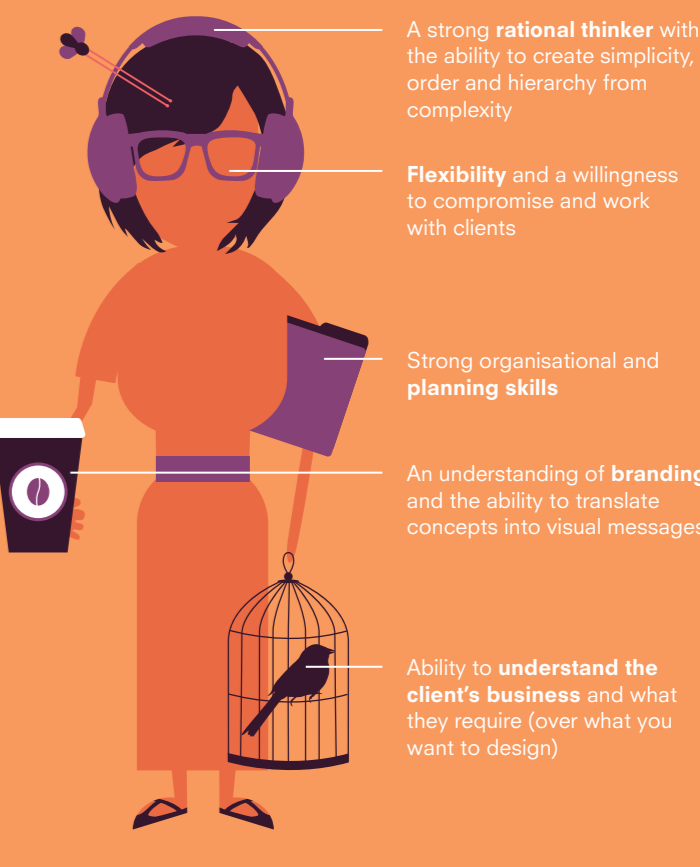 A strong rational thinker with
the ability to create simplicity,
order and hierarchy from
complexity
Flexibility and a willingness
to compromise and work
with clients
Strong organisational and
planning skills
An understanding of branding
and the ability to translate
concepts into visual messages
Ability to understand the
client's business and what
they require (over what you
want to design)